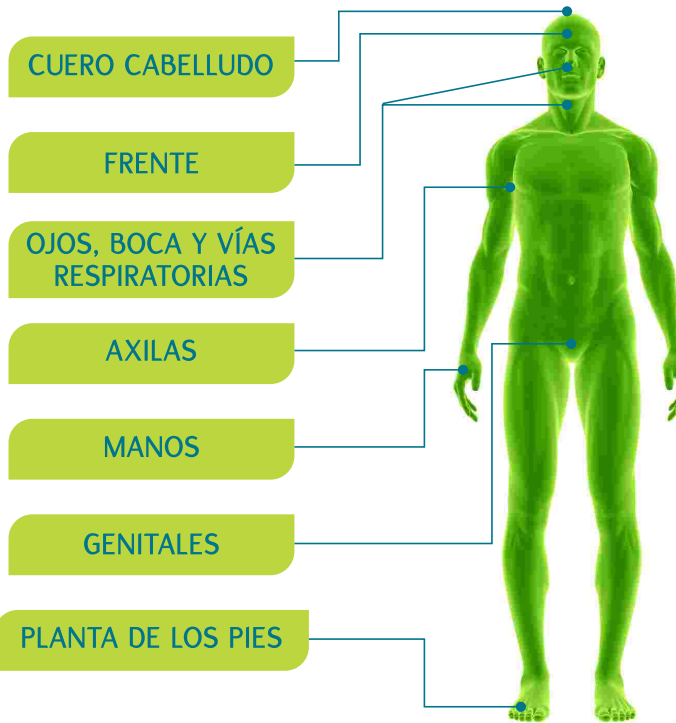 CUERO CABELLUDO
FRENTE
OJOS, BOCA Y VÍAS
RESPIRATORIAS
AXILAS
MANOS
GENITALES
PLANTA DE LOS PIES